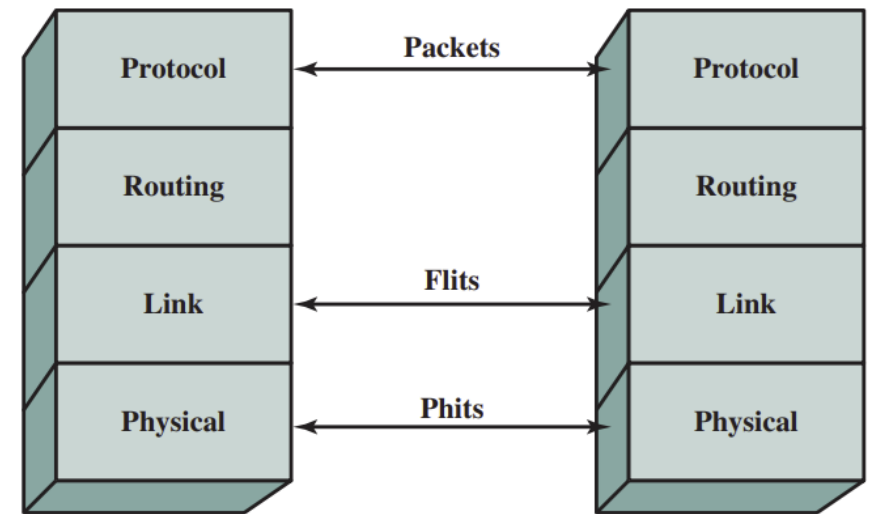 Packets
Protocol
Protocol
Routing
Routing
Flits
Link
Link
Phits
Physical
Physical